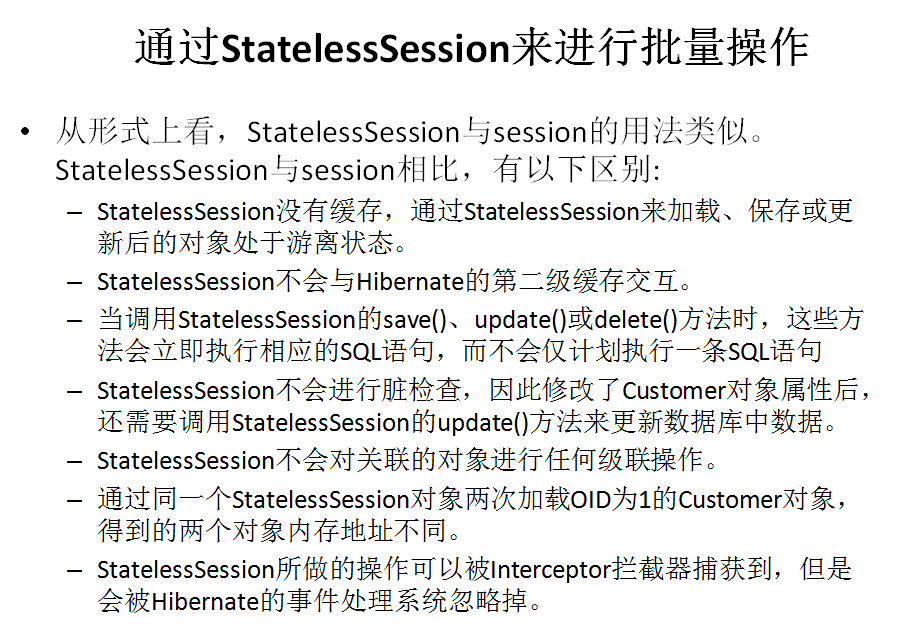 通过StatelessSession来进行批量操作
• 从形式上看，StatelessSession与session的用法类似。
StatelessSession与session相比，有以下区别:
– StatelessSession没有缓存，通过StatelessSession来加载、保存或更
新后的对象处于游离状态。
– StatelessSession不会与Hibernate的第二级缓存交互。
– 当调用StatelessSession的save()、update()或delete()方法时，这些方
法会立即执行相应的SQL语句，而不会仅计划执行一条SQL语句
– StatelessSession不会进行脏检查，因此修改了Customer对象属性后，
还需要调用StatelessSession的update()方法来更新数据库中数据。
– StatelessSession不会对关联的对象进行任何级联操作。
– 通过同一个StatelessSession对象两次加载OID为1的Customer对象，
得到的两个对象内存地址不同。
– StatelessSession所做的操作可以被Interceptor拦截器捕获到，但是
会被Hibernate的事件处理系统忽略掉。